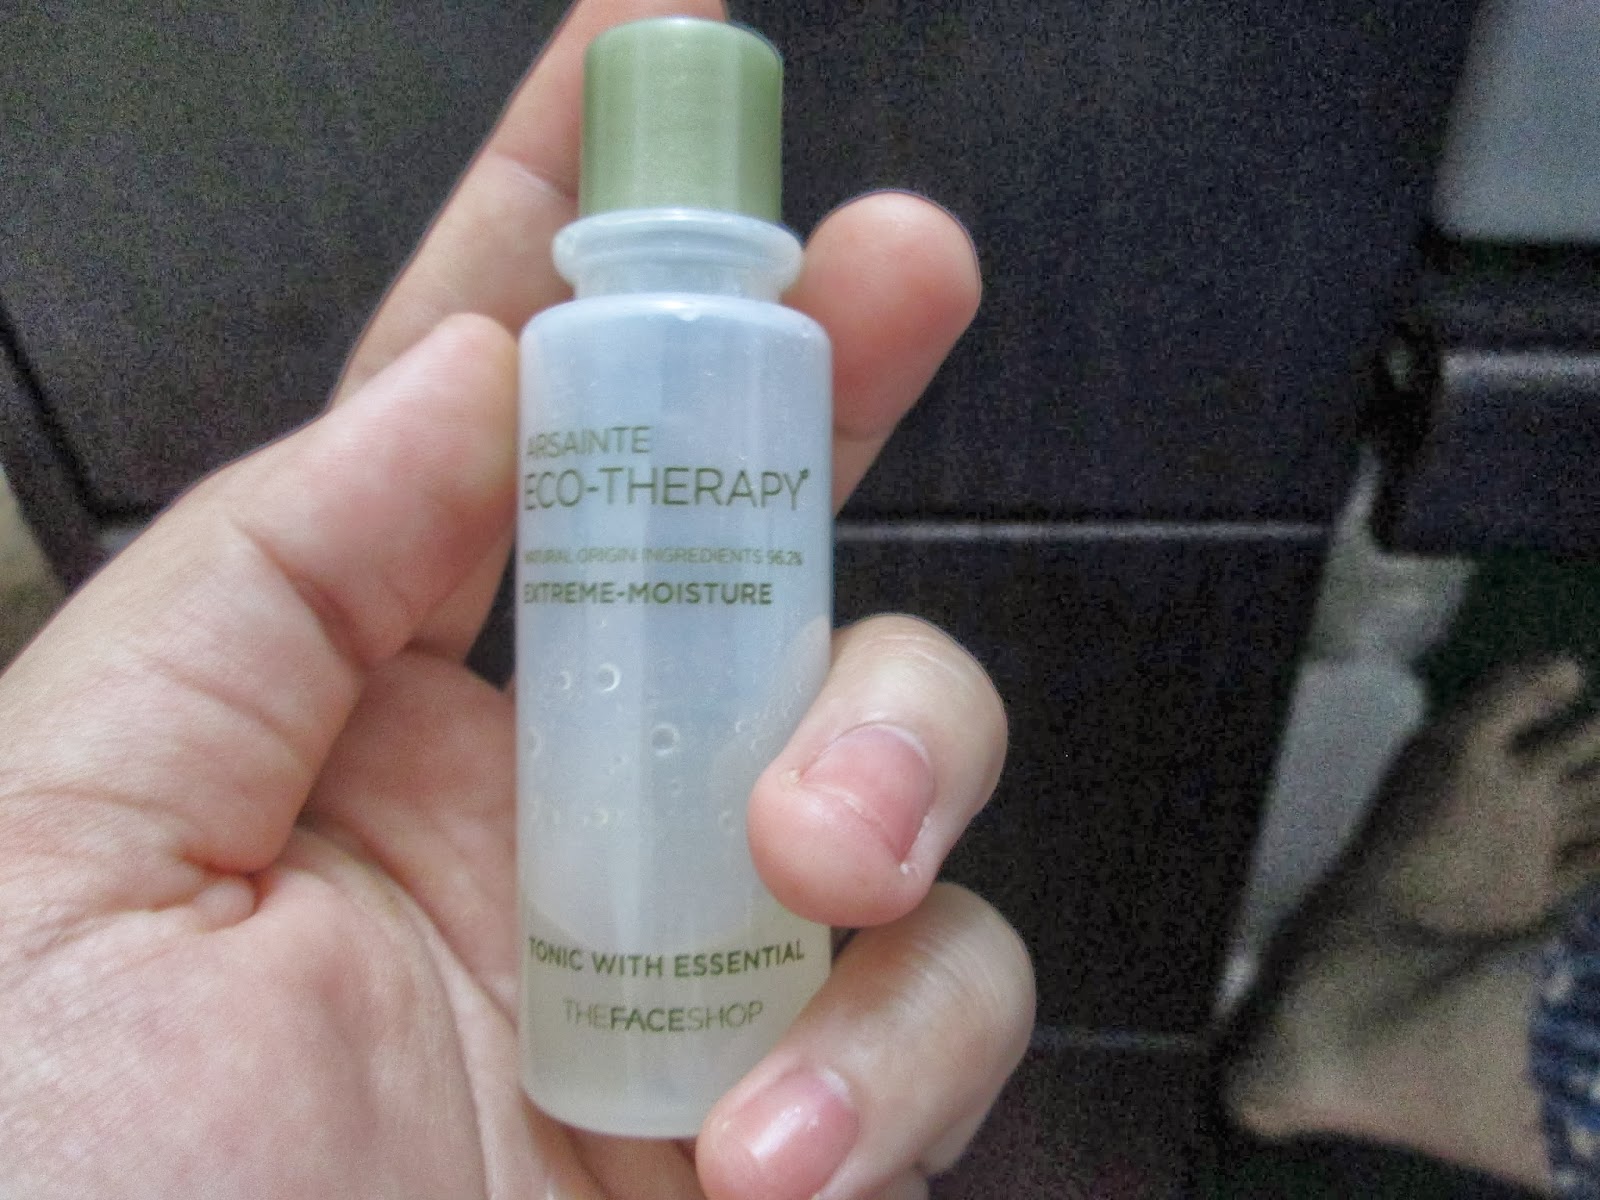 ARSAINTE
ECO-THERAPY
NATURAL ORIGIN INGREDIENTS 96.2%
EXTREME-MOISTURE
TONIC WITH ESSENTIAL
THEFACESHOP